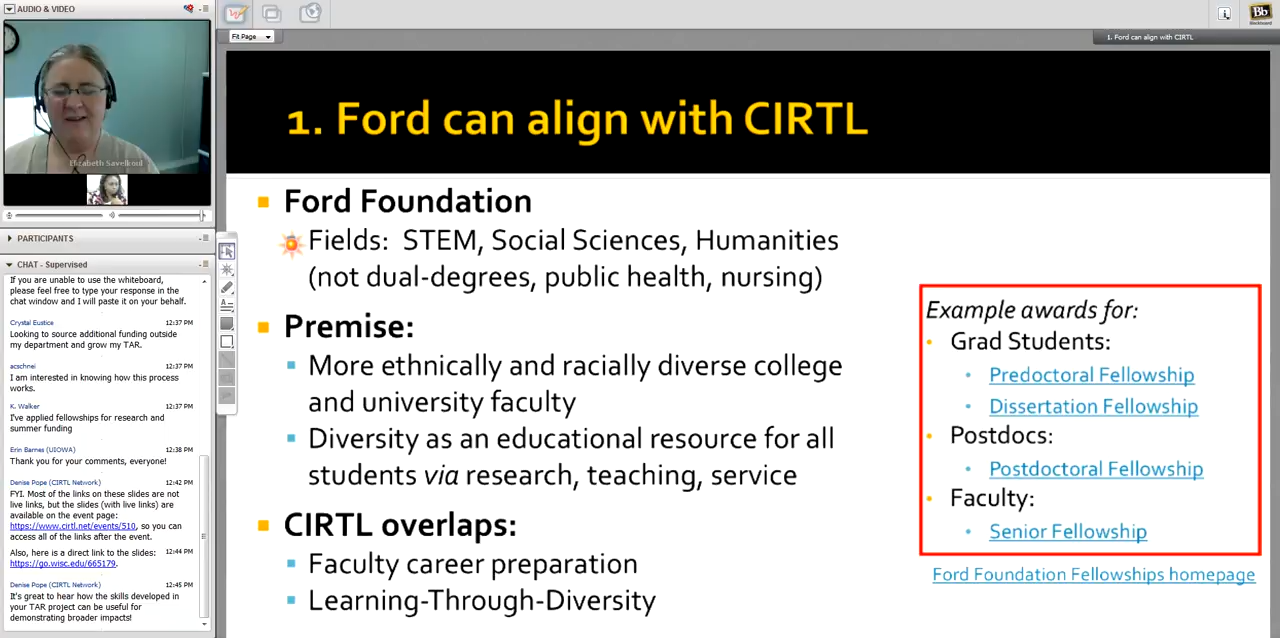 AUDIO & VIDEO
Elizabeth Savelkoul
PARTICIPANTS
CHAT - Supervised
If you are unable to use the whiteboard,
please feel free to type your response in the
chat window and I will paste it on your behalf.
Crystal Eustice 12:37 PM
Looking to source additional funding outside
my department and grow my TAR.
acschnei 12:37 PM
I am interested in knowing how this process
works.
K. Walker 12:37 PM
I've applied fellowships for research and
summer funding
Erin Barnes (UIOWA) 12:38 PM
Thank you for your comments, everyone!
Denise Pope (CIRTL Network) 12:42 PM
FYI. Most of the links on these slides are not
live links, but the slides (with live links) are
available on the event page:
https://www.cirtl.net/events/510, so you can
access all of the links after the event.
Also, here is a direct link to the slides: 12:44 PM
https://go.wisc.edu/665179.
Denise Pope (CIRTL Network) 12:45 PM
It's great to hear how the skills developed in
your TAR project can be useful for
demonstrating broader impacts!
Fit Page
Bb
Blackboard
1. Ford can align with CIRTL
1. Ford can align with CIRTL
Ford Foundation
Fields: STEM, Social Sciences, Humanities
(not dual-degrees, public health, nursing)
Premise:
More ethnically and racially diverse college
and university faculty
Diversity as an educational resource for all
students via research, teaching, service
CIRTL overlaps:
Faculty career preparation
Learning-Through-Diversity
Example awards for:
Grad Students:
Predoctoral Fellowship
Dissertation Fellowship
Postdocs:
Postdoctoral Fellowship
Faculty:
Senior Fellowship
Ford Foundation Fellowships homepage